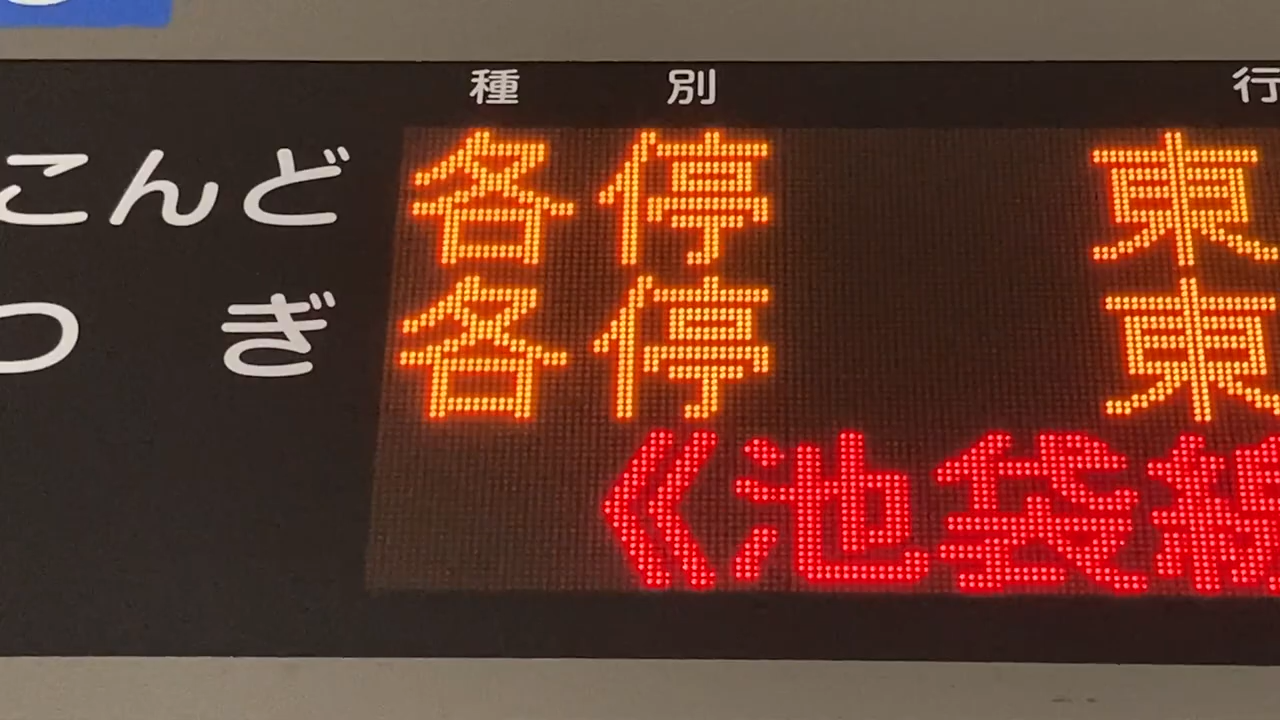 種別 行
こんど 各停 東
つぎ 各停 東
《池袋